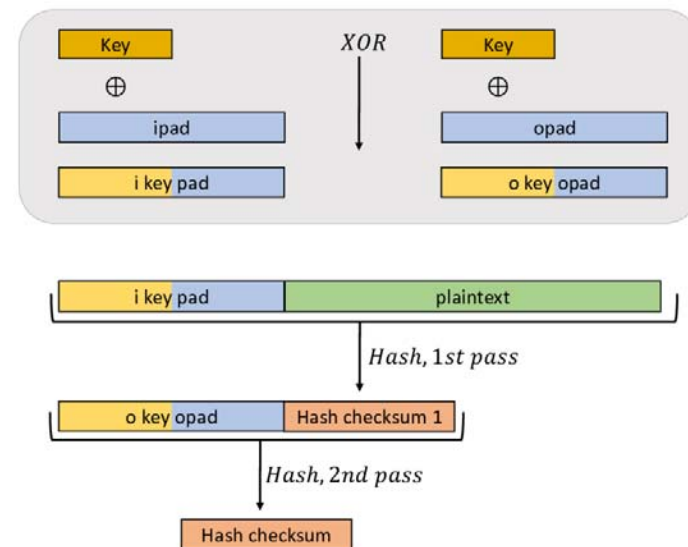 Key XOR Key
⊕ ⊕
ipad opad
i key pad o key opad
i key pad plaintext
Hash, 1st pass
o key opad Hash checksum 1
Hash, 2nd pass
Hash checksum